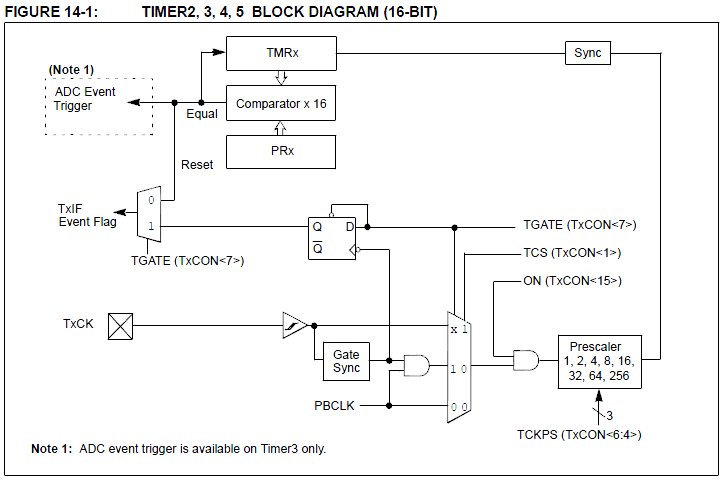 FIGURE 14-1: TIMER2, 3, 4, 5 BLOCK DIAGRAM (16-BIT)
TMRx
Sync
(Note 1)
ADC Event
Trigger
Equal
Comparator x 16
PRx
Reset
0
1
TxIF
Event Flag
TGATE (TxCON<7>)
Q D
Q
TGATE (TxCON<7>)
TCS (TxCON<1>)
ON (TxCON<15>)
TxCK
x 1
Gate
Sync
1 0
PBCLK
0 0
Prescaler
1, 2, 4, 8, 16,
32, 64, 256
3
TCKPS (TxCON<6:4>)
Note 1: ADC event trigger is available on Timer3 only.